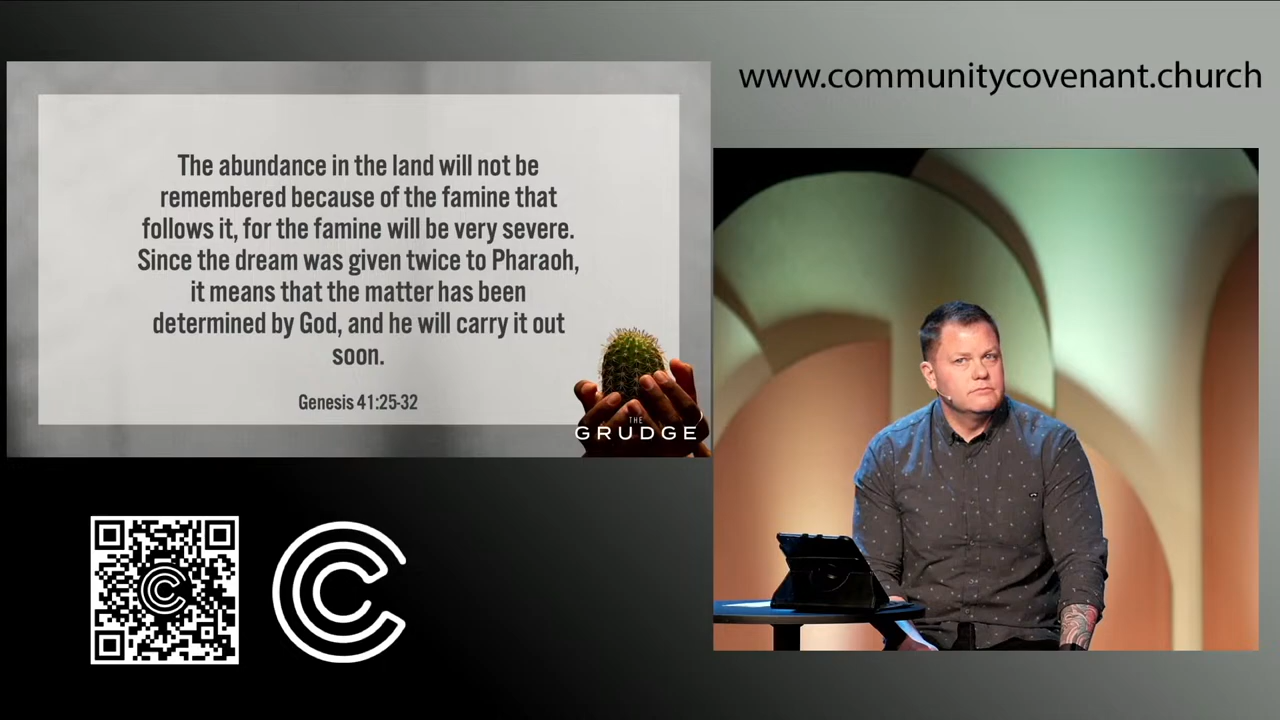 www.communitycovenant.church
The abundance in the land will not be
remembered because of the famine that
follows it, for the famine will be very severe.
Since the dream was given twice to Pharaoh,
it means that the matter has been
determined by God, and he will carry it out
soon.
Genesis 41:25-32
THE
GRUDGE